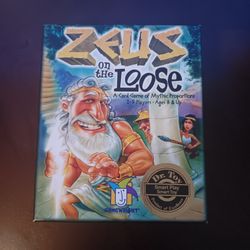 ZEUS
on the
LOOSE
A Card Game of Mythic Proportions
2-5 Players • Ages 8 & Up
DR. TOY
Smart Play
Smart Toy
GAMEWRIGHT